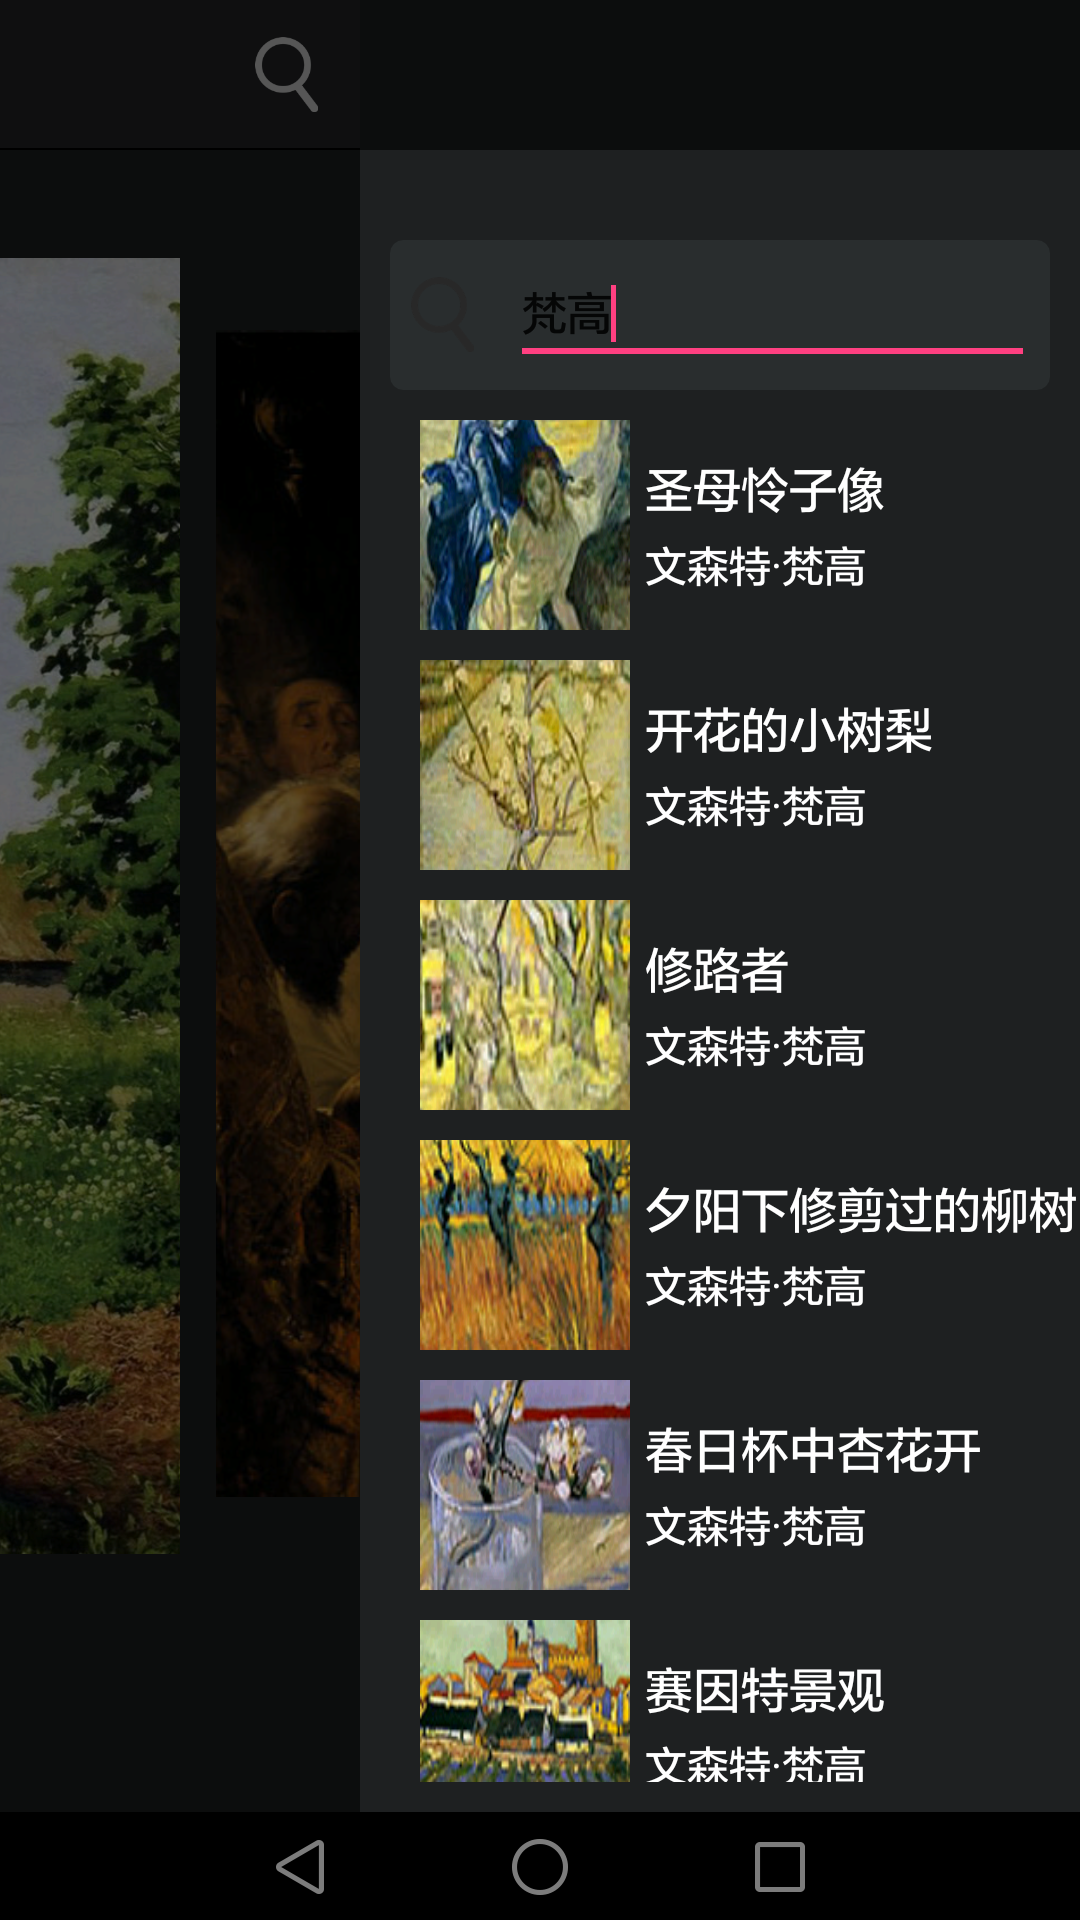 梵高
圣母怜子像
文森特·梵高
开花的小树梨
文森特·梵高
修路者
文森特·梵高
夕阳下修剪过的柳树
文森特·梵高
春日杯中杏花开
文森特·梵高
赛因特景观
文森特·梵高